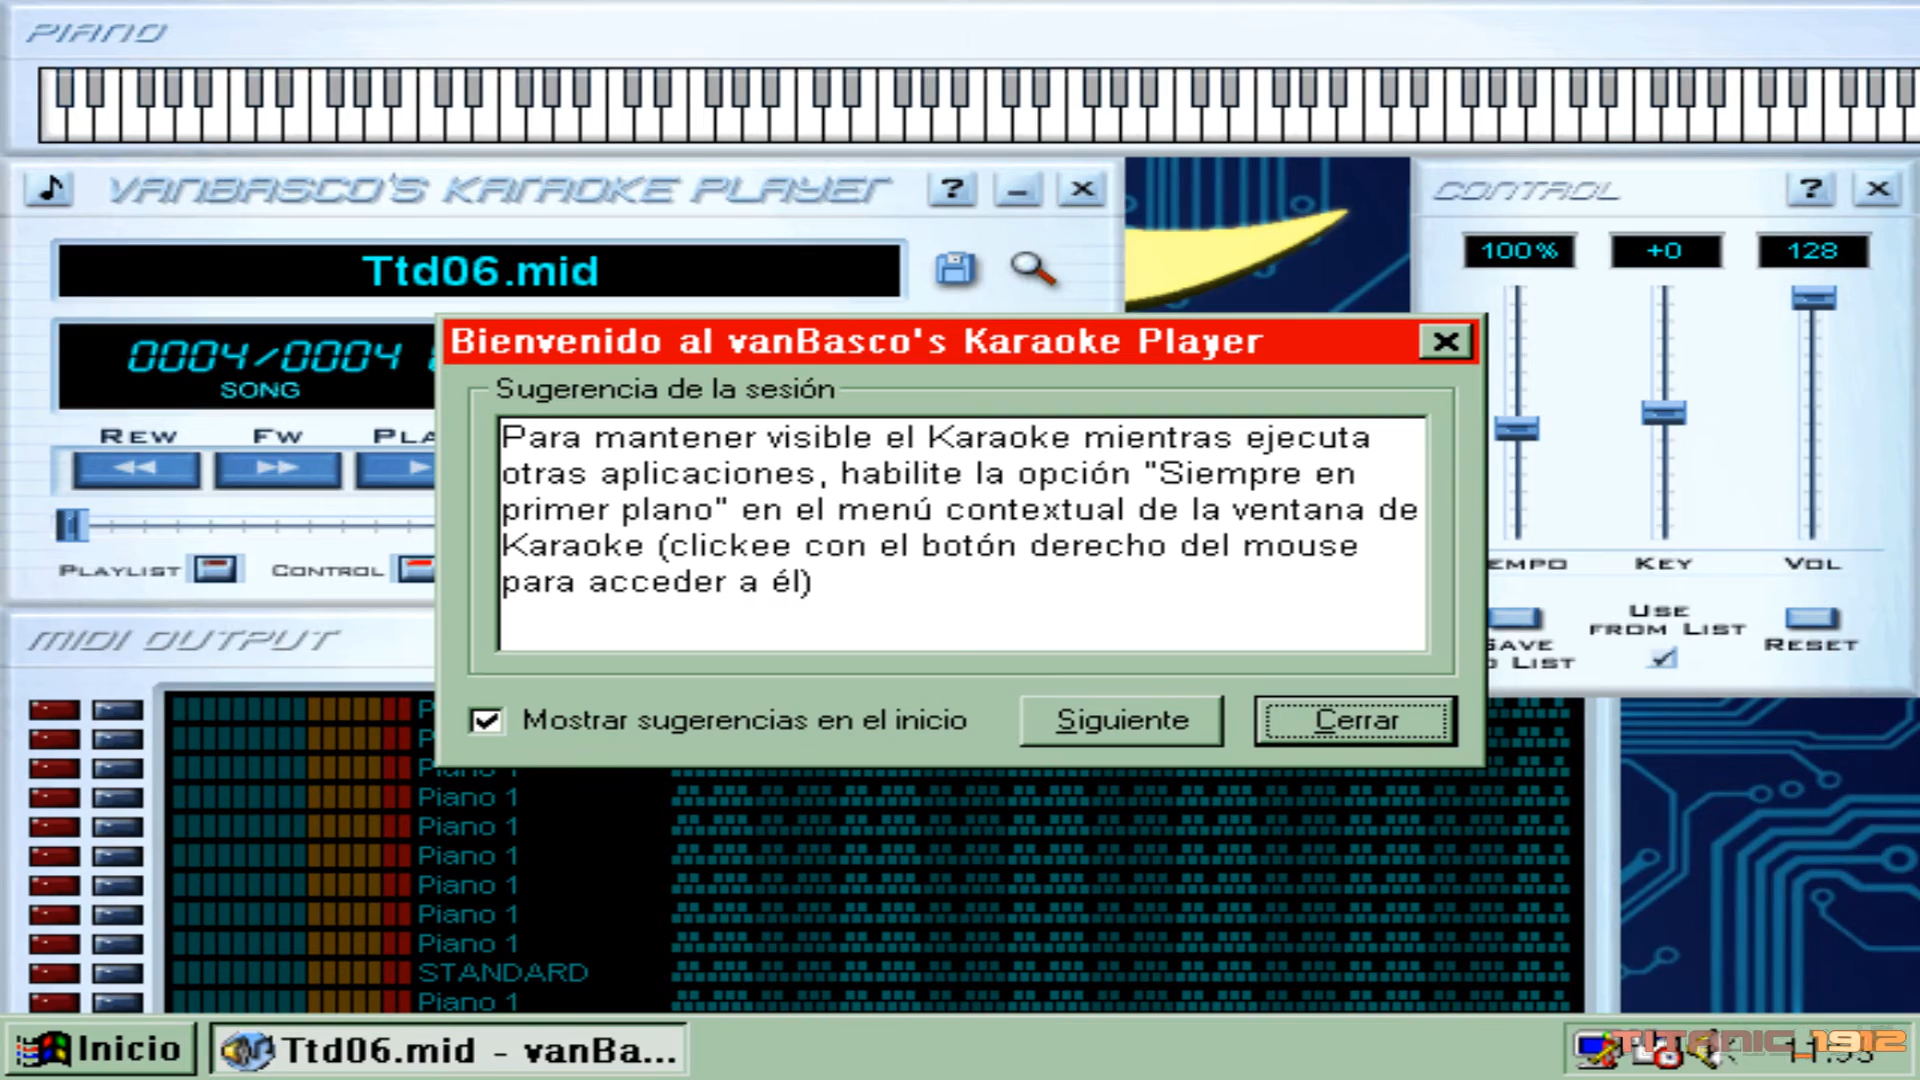 PIANO
VANBASCO'S KARAOKE PLAYER
CONTROL
100%
+0
128
Ttd06.mid
0004/0004
SONG
REW
FW
PLAYLIST
CONTROL
Bienvenido al vanBasco's Karaoke Player
Sugerencia de la sesión
Para mantener visible el Karaoke mientras ejecuta
otras aplicaciones, habilite la opción "Siempre en
primer plano" en el menú contextual de la ventana de
Karaoke (clickee con el botón derecho del mouse
para acceder a él)
Mostrar sugerencias en el inicio
Siguiente
Cerrar
KEY
VOL
USE
FROM LIST
RESET
LIST
MIDI OUTPUT
Piano 1
Piano 1
Piano 1
Piano 1
Piano 1
Piano 1
Piano 1
STANDARD
Piano 1
Inicio
Ttd06.mid - vanBa...
TITANIC_1912